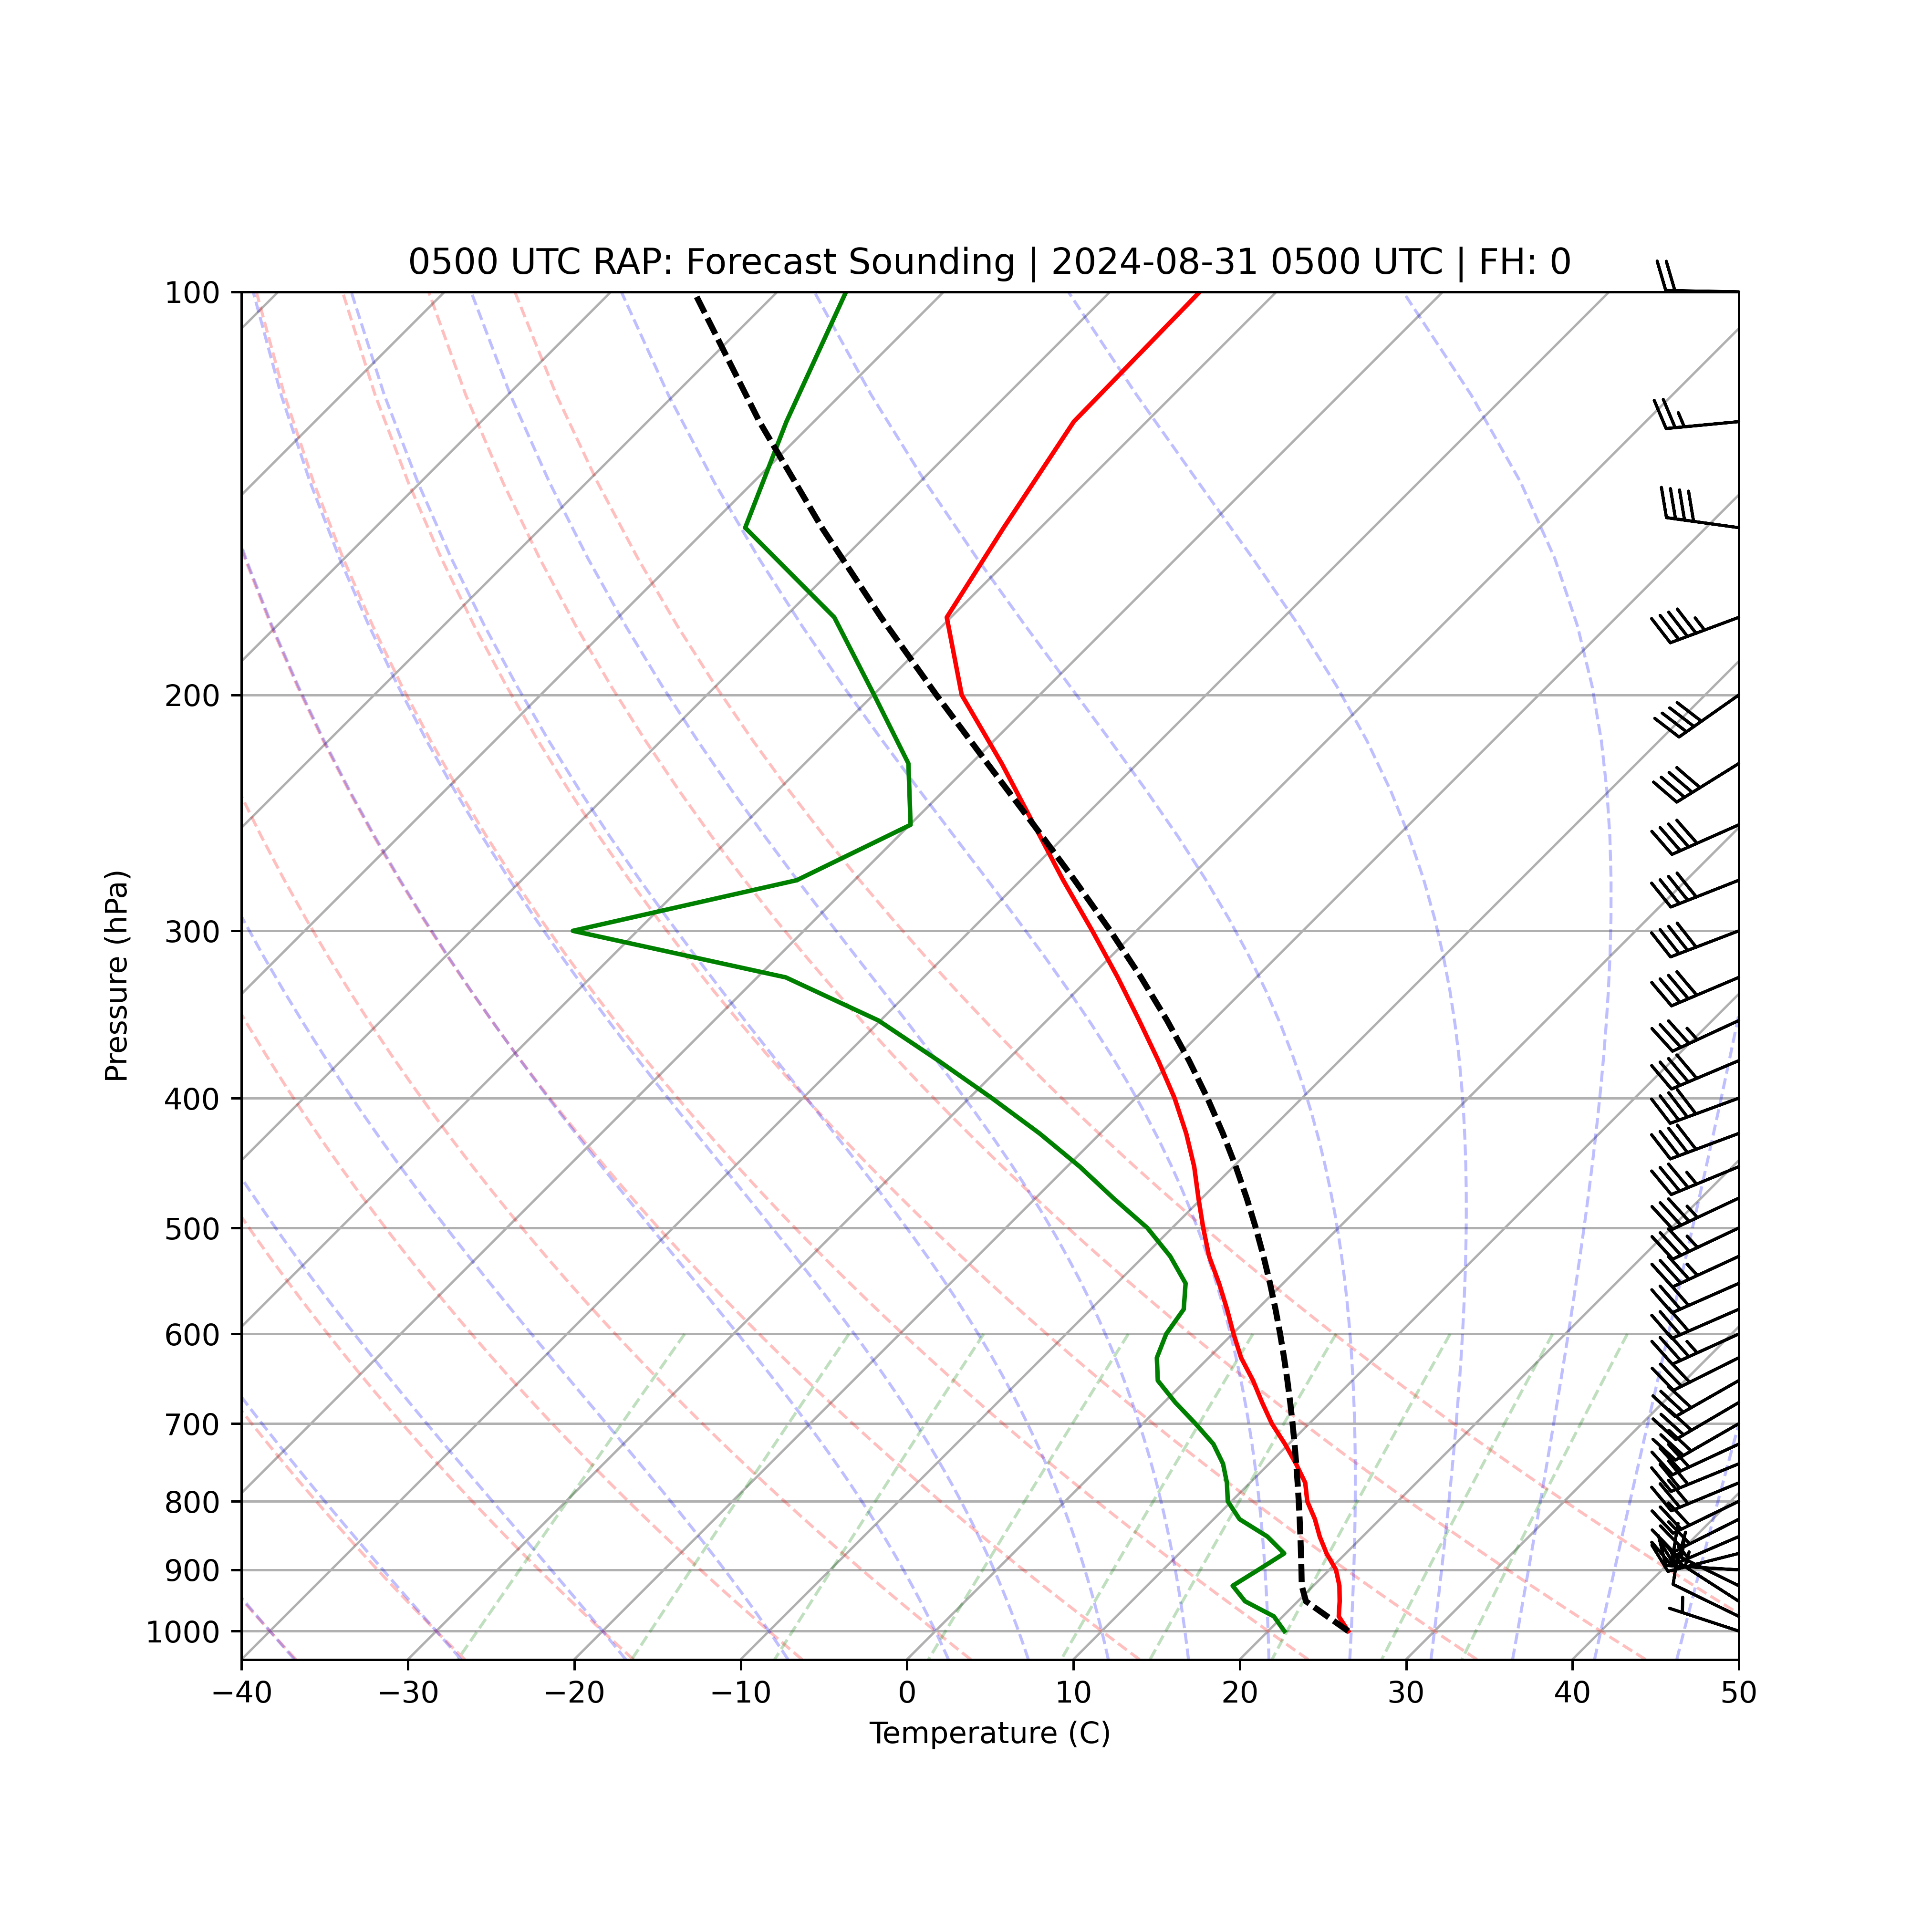 0500 UTC RAP: Forecast Sounding | 2024-08-31 0500 UTC | FH: 0
100
200
300
400
500
600
700
800
900
1000
Pressure (hPa)
−40 −30 −20 −10 0 10 20 30 40 50
Temperature (C)